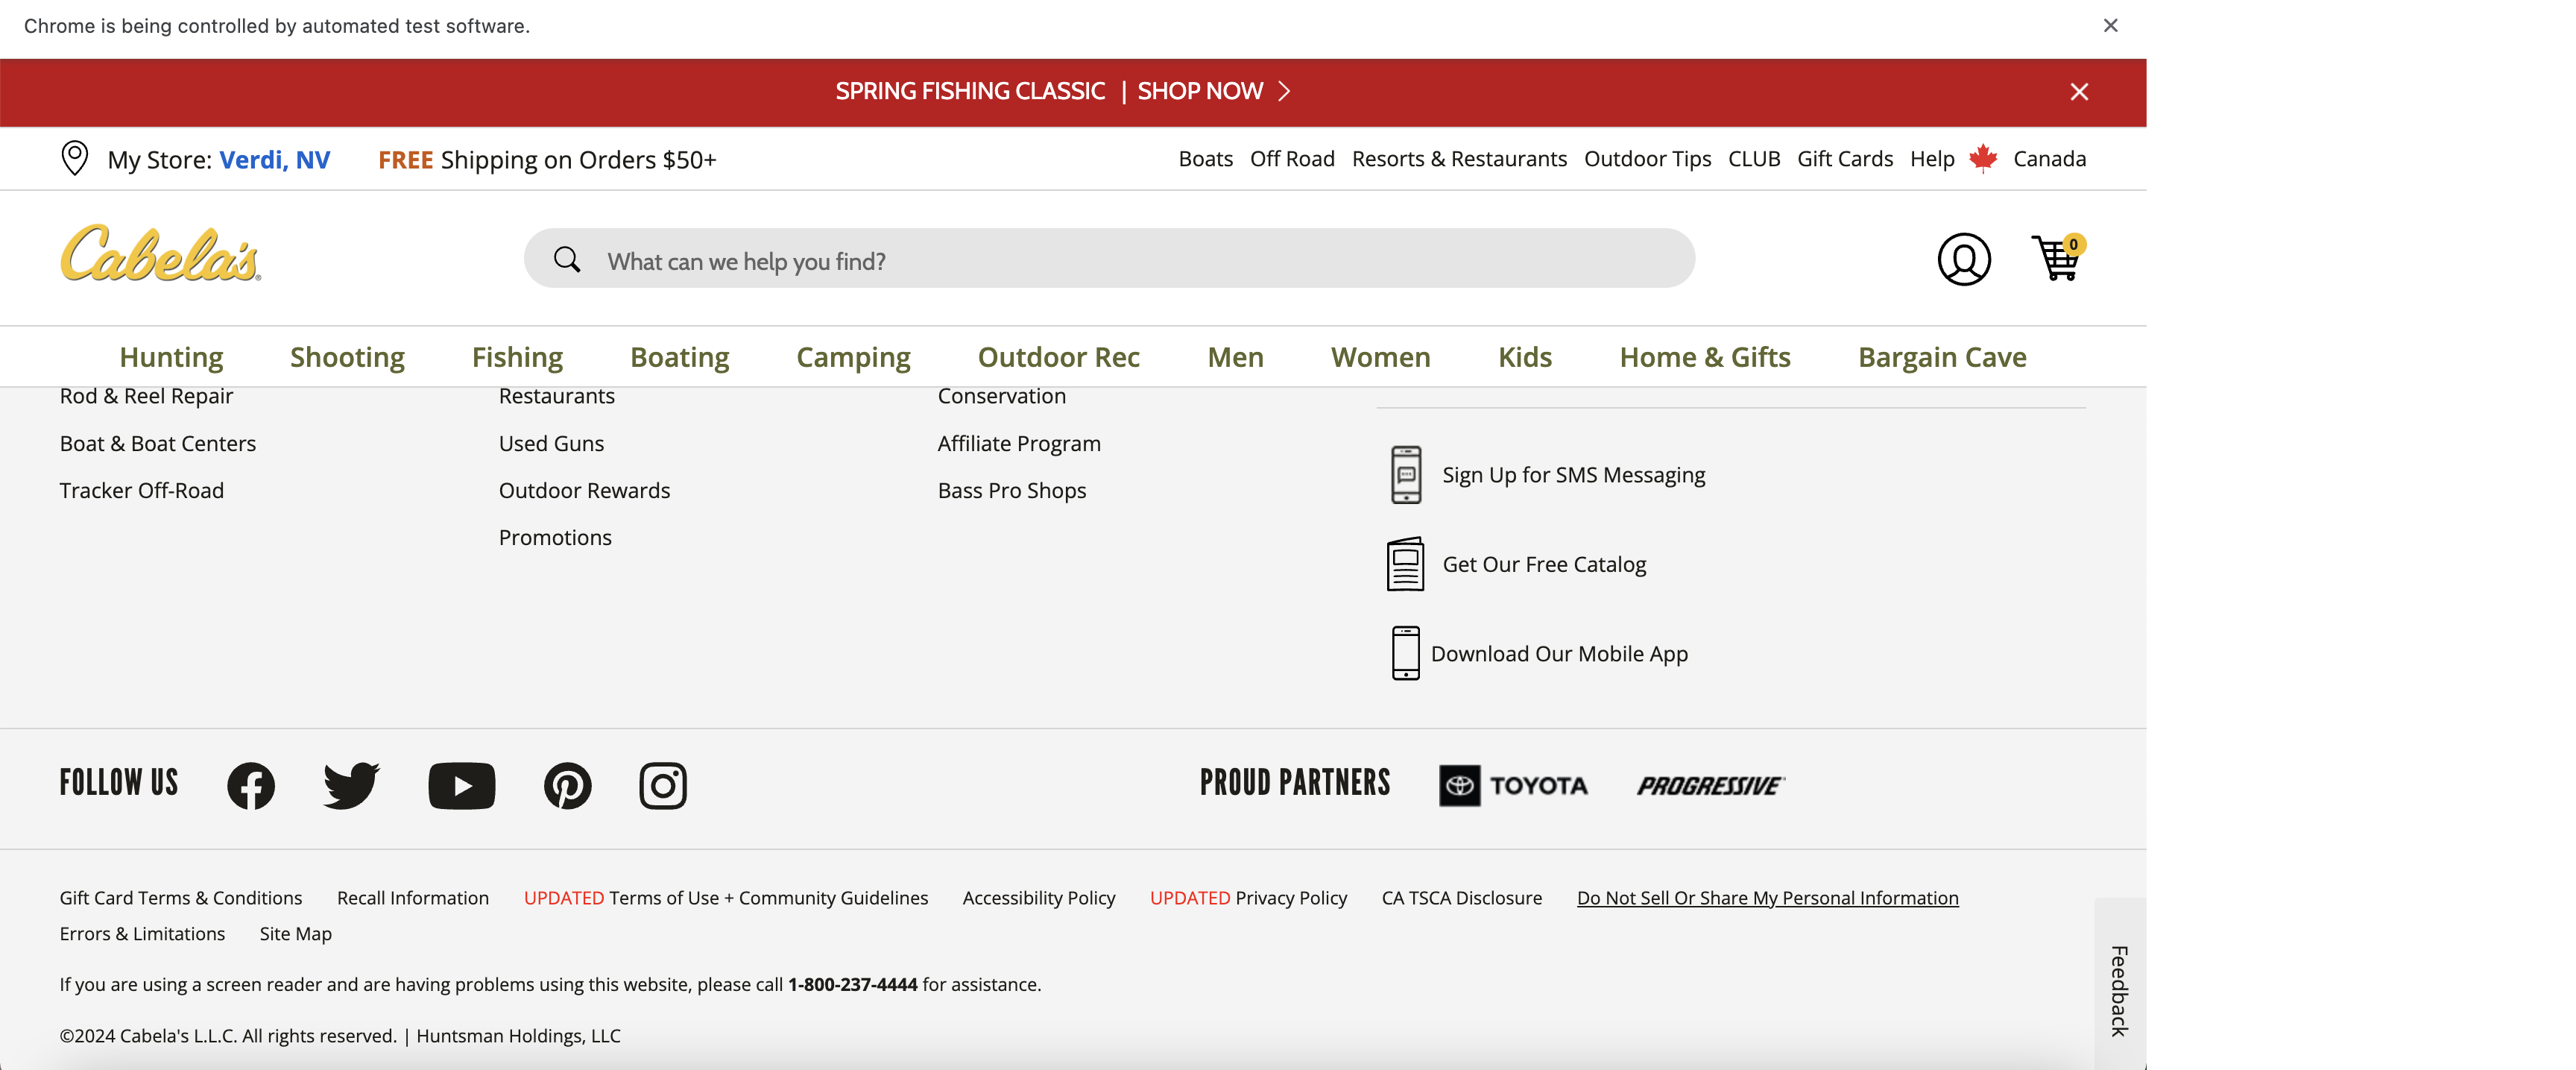 Chrome is being controlled by automated test software.
SPRING FISHING CLASSIC | SHOP NOW
My Store: Verdi, NV FREE Shipping on Orders $50+ Boats Off Road Resorts & Restaurants Outdoor Tips CLUB Gift Cards Help Canada
Cabela's® What can we help you find? 0
Hunting Shooting Fishing Boating Camping Outdoor Rec Men Women Kids Home & Gifts Bargain Cave
Rod & Reel Repair
Boat & Boat Centers
Tracker Off-Road
Restaurants
Used Guns
Outdoor Rewards
Promotions
Conservation
Affiliate Program
Bass Pro Shops
Sign Up for SMS Messaging
Get Our Free Catalog
Download Our Mobile App
FOLLOW US
PROUD PARTNERS TOYOTA PROGRESSIVE
Gift Card Terms & Conditions Recall Information UPDATED Terms of Use + Community Guidelines Accessibility Policy UPDATED Privacy Policy CA TSCA Disclosure Do Not Sell Or Share My Personal Information
Errors & Limitations Site Map
If you are using a screen reader and are having problems using this website, please call 1-800-237-4444 for assistance.
©2024 Cabela's L.L.C. All rights reserved. | Huntsman Holdings, LLC
Feedback